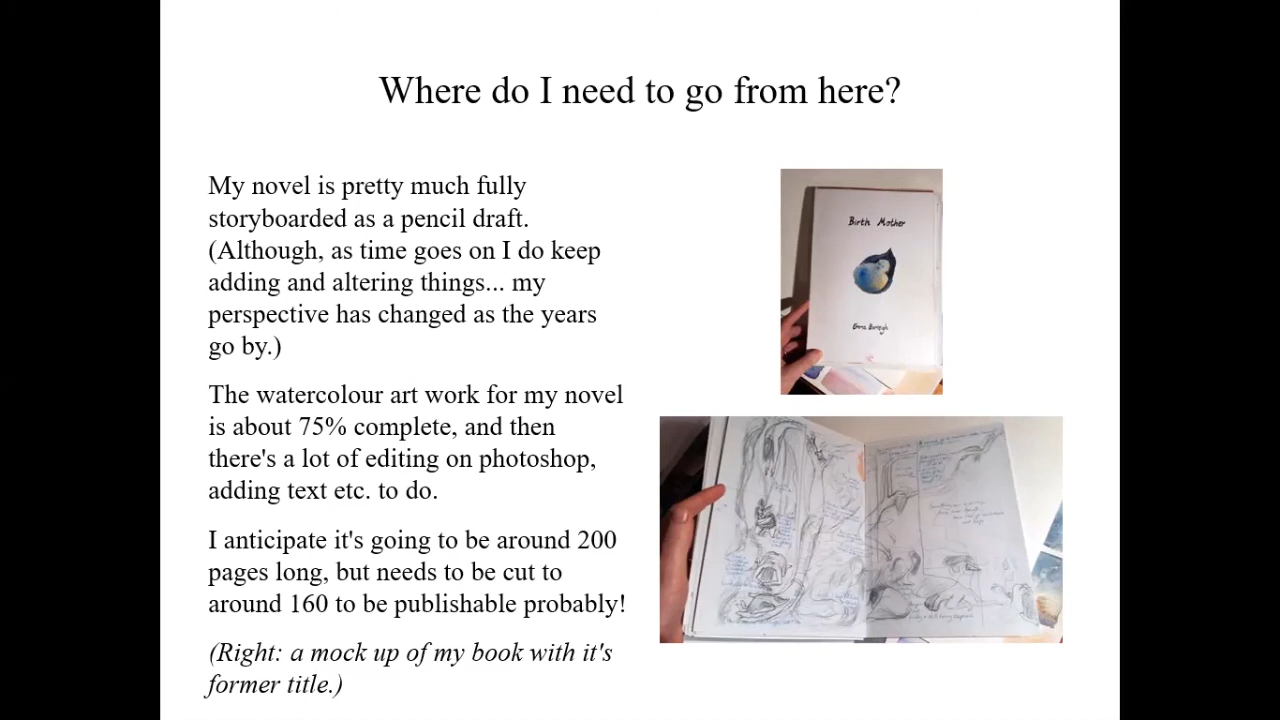 Where do I need to go from here?
My novel is pretty much fully
storyboarded as a pencil draft.
(Although, as time goes on I do keep
adding and altering things... my
perspective has changed as the years
go by.)
The watercolour art work for my novel
is about 75% complete, and then
there's a lot of editing on photoshop,
adding text etc. to do.
I anticipate it's going to be around 200
pages long, but needs to be cut to
around 160 to be publishable probably!
(Right: a mock up of my book with it's
former title.)
Birth Mother